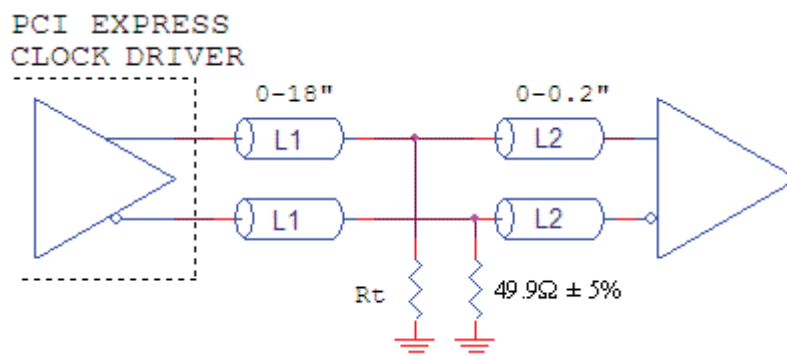 PCI EXPRESS
CLOCK DRIVER
0-18"
0-0.2"
L1
L2
L1
L2
Rt
49.9Ω ± 5%